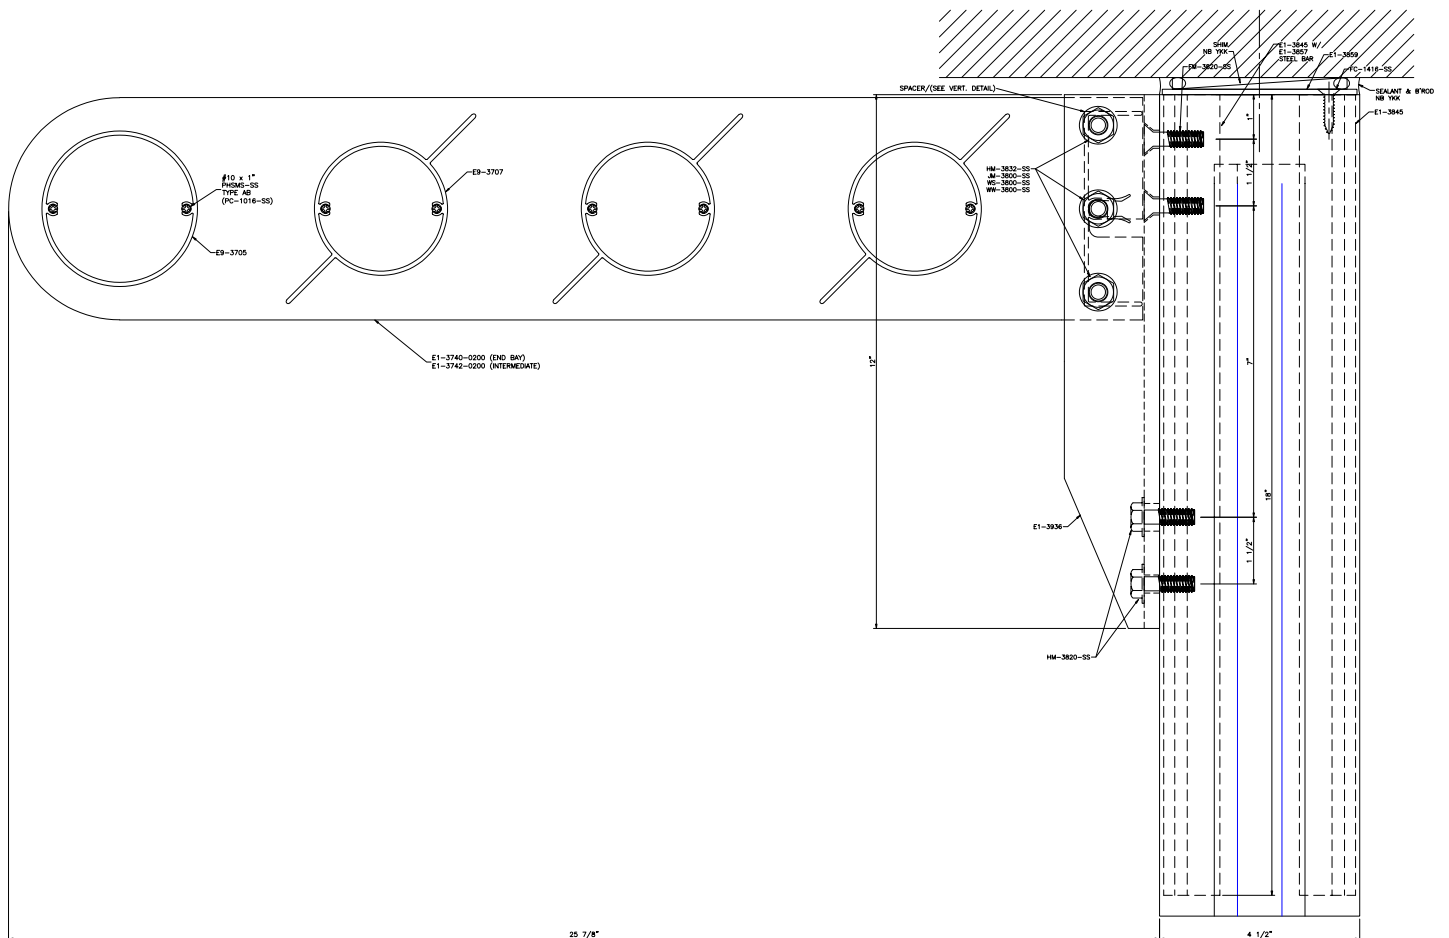 SHIM
NB YKK
E1-3845 W/
E1-3857
STEEL BAR
E1-3859
FM-3820-SS
FC-1416-SS
SPACER/(SEE VERT. DETAIL)
SEALANT & B'ROD
NB YKK
E1-3845
1"
1 1/2"
HM-3832-SS
JM-3800-SS
WS-3800-SS
WW-3800-SS
#10 x 1"
PHSMS-SS
TYPE AB
(PC-1016-SS)
E9-3707
E9-3705
E1-3740-0200 (END BAY)
E1-3742-0200 (INTERMEDIATE)
12"
7"
18"
E1-3936
1 1/2"
HM-3820-SS
25 7/8"
4 1/2"